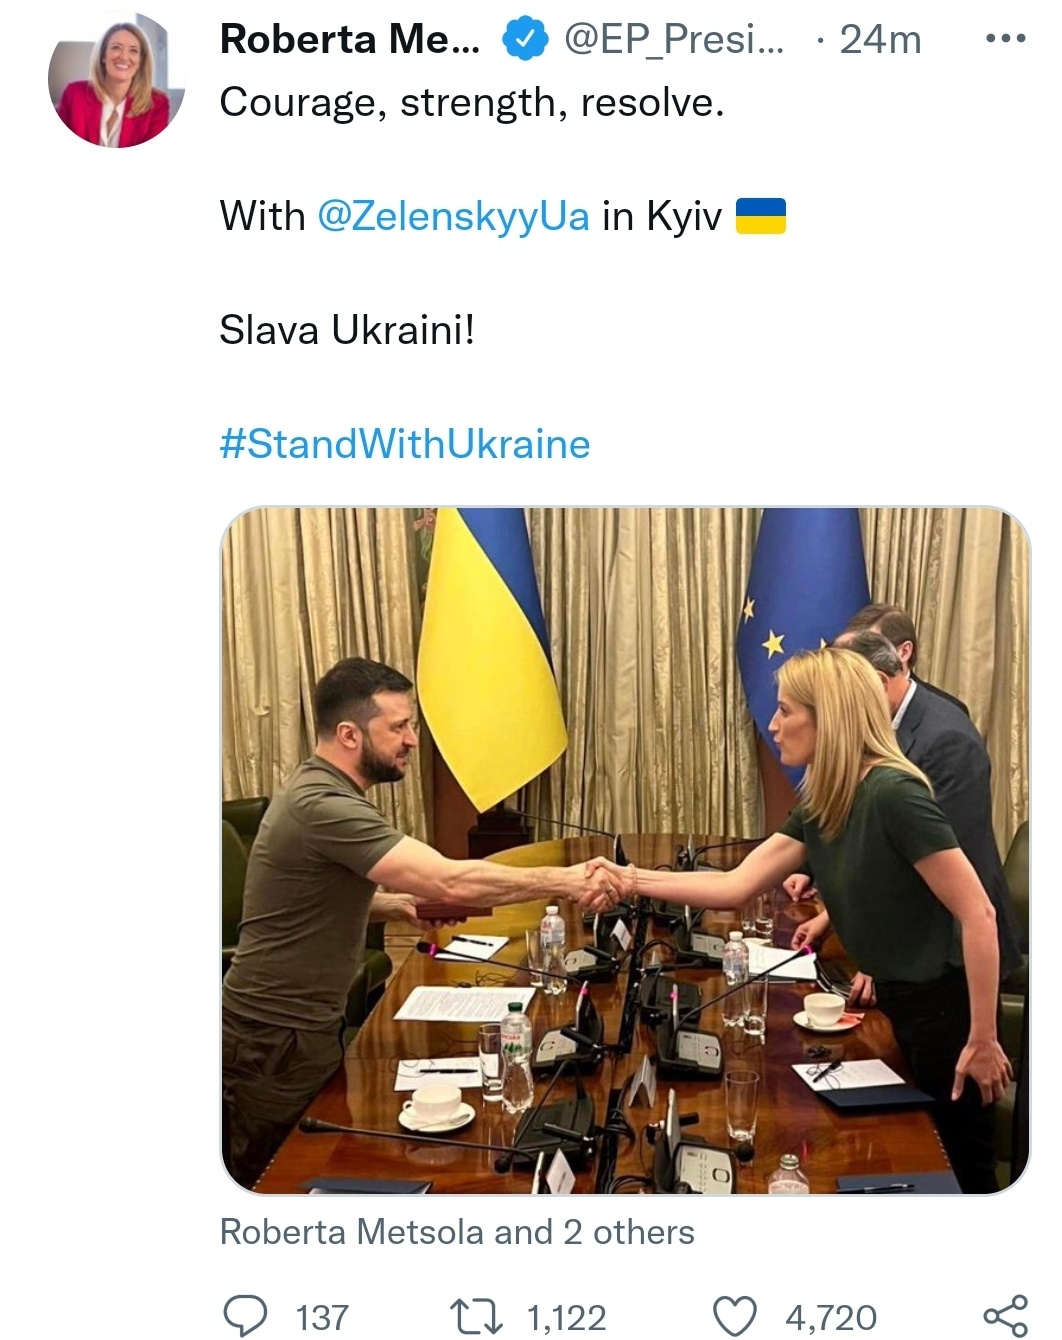 Roberta Me... @EP_Presi... · 24m
Courage, strength, resolve.
With @ZelenskyyUa in Kyiv 🇺🇦
Slava Ukraini!
#StandWithUkraine
Roberta Metsola and 2 others
137 1,122 4,720